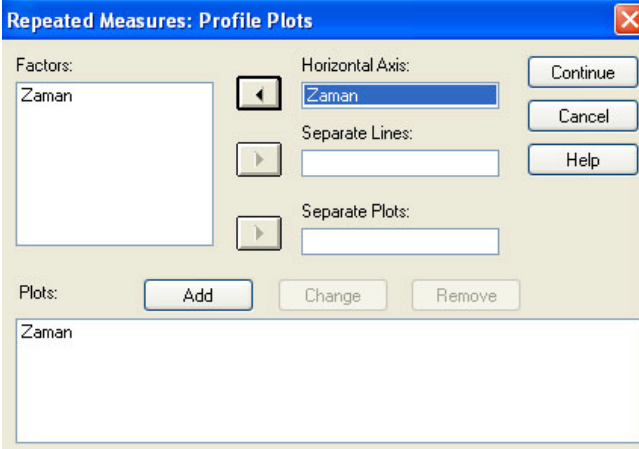 Repeated Measures: Profile Plots
Factors:
Zaman
Horizontal Axis:
Zaman
Separate Lines:
Separate Plots:
Continue
Cancel
Help
Plots:
Add
Change
Remove
Zaman